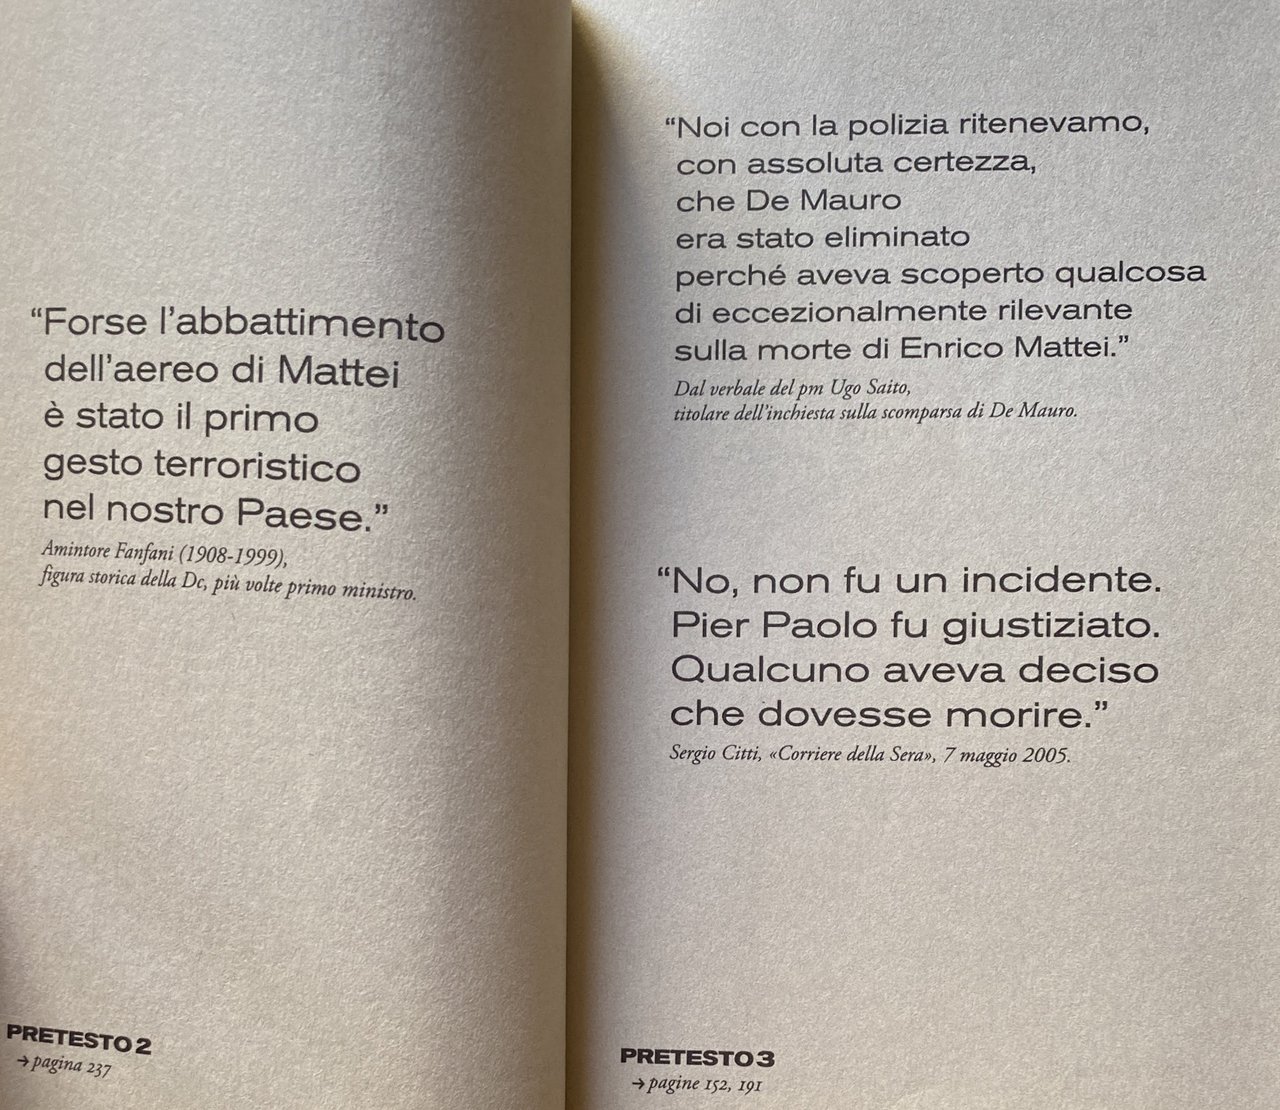 “Forse l’abbattimento
dell’aereo di Mattei
è stato il primo
gesto terroristico
nel nostro Paese.”
Amintore Fanfani (1908-1999),
figura storica della Dc, più volte primo ministro.
PRETESTO 2
→ pagina 237
“Noi con la polizia ritenevamo,
con assoluta certezza,
che De Mauro
era stato eliminato
perché aveva scoperto qualcosa
di eccezionalmente rilevante
sulla morte di Enrico Mattei.”
Dal verbale del pm Ugo Saito,
titolare dell’inchiesta sulla scomparsa di De Mauro.
“No, non fu un incidente.
Pier Paolo fu giustiziato.
Qualcuno aveva deciso
che dovesse morire.”
Sergio Citti, «Corriere della Sera», 7 maggio 2005.
PRETESTO 3
→ pagine 152, 191